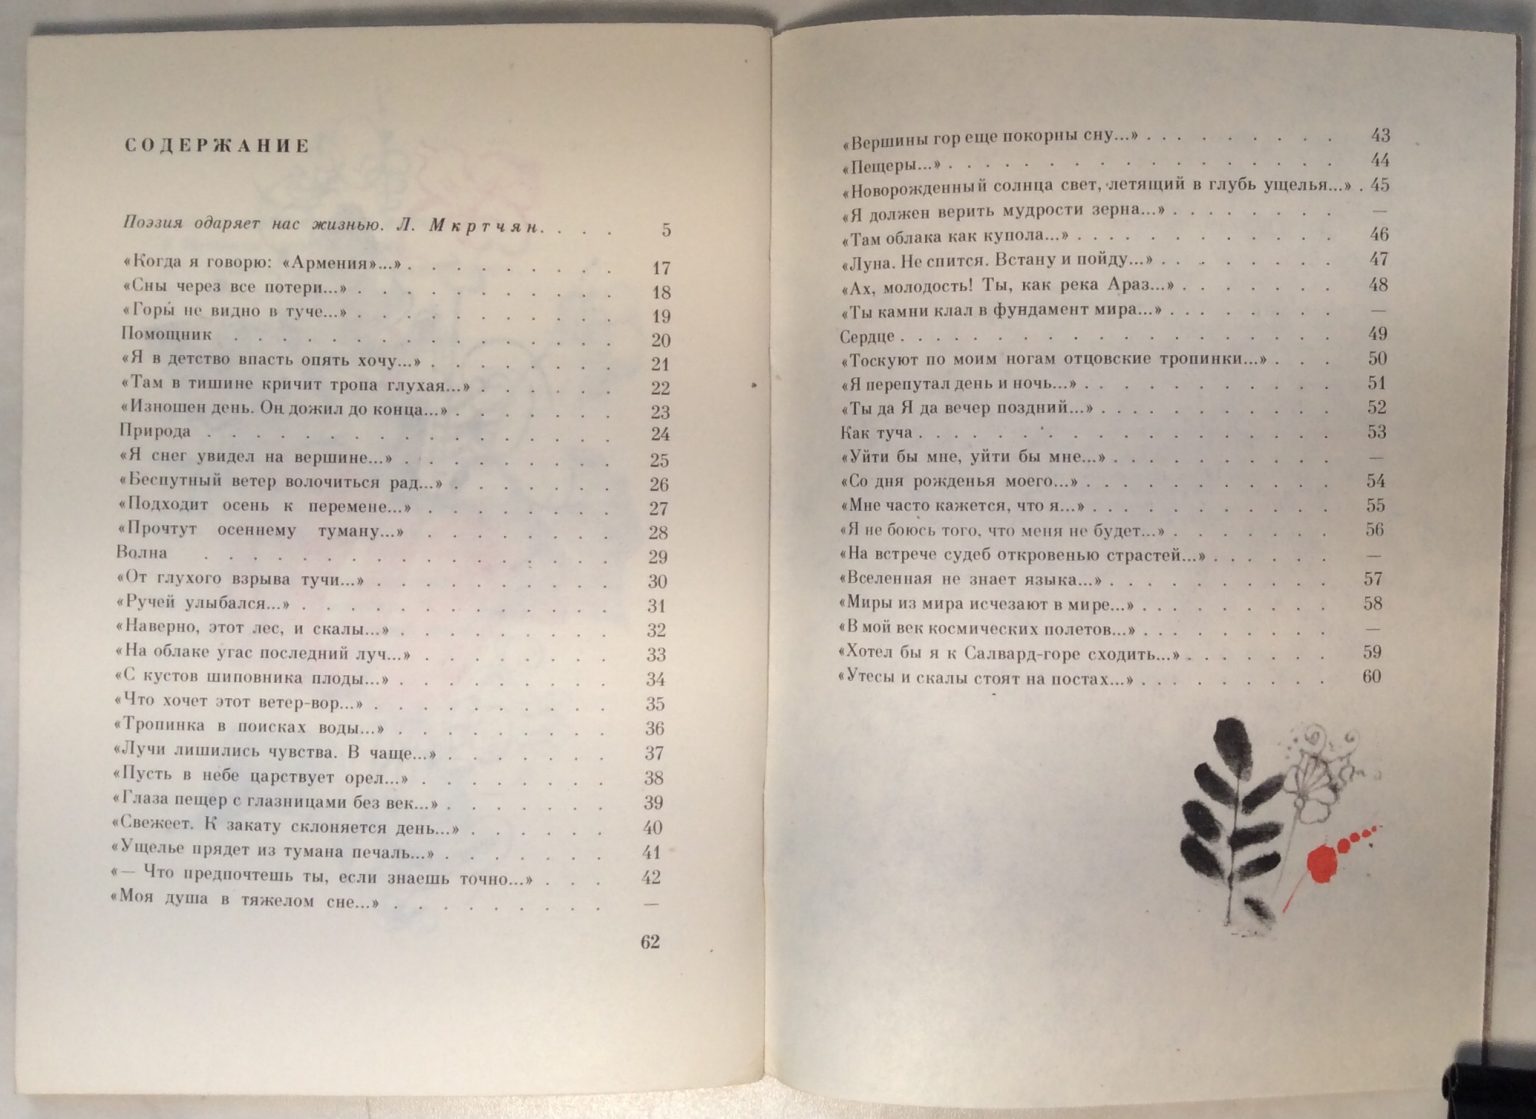 СОДЕРЖАНИЕ
Поэзия одаряет нас жизнью. Л. Мкртчян. . . . 5
«Когда я говорю: «Армения»...» . . . . . . . . . 17
«Сны через все потери...» . . . . . . . . . . . 18
«Горы́ не видно в туче...» . . . . . . . . . . . 19
Помощник . . . . . . . . . . . . . . . . 20
«Я в детство впасть опять хочу...» . . . . . . . . 21
«Там в тишине кричит тропа глухая...» . . . . . . 22
«Изношен день. Он дожил до конца...» . . . . . . . 23
Природа . . . . . . . . . . . . . . . . . 24
«Я снег увидел на вершине...» . . . . . . . . . 25
«Беспутный ветер волочиться рад...» . . . . . . . 26
«Подходит осень к перемене...» . . . . . . . . 27
«Прочтут осеннему туману...» . . . . . . . . 28
Волна . . . . . . . . . . . . . . . . . 29
«От глухого взрыва тучи...» . . . . . . . . . . 30
«Ручей улыбался...» . . . . . . . . . . . . . 31
«Наверно, этот лес, и скалы...» . . . . . . . . . 32
«На облаке угас последний луч...» . . . . . . . . 33
«С кустов шиповника плоды...» . . . . . . . . . 34
«Что хочет этот ветер-вор...» . . . . . . . . . . 35
«Тропинка в поисках воды...» . . . . . . . . . 36
«Лучи лишились чувства. В чаще...» . . . . . . . 37
«Пусть в небе царствует орел...» . . . . . . . . 38
«Глаза пещер с глазницами без век...» . . . . . . . 39
«Свежеет. К закату склоняется день...» . . . . . . 40
«Ущелье прядет из тумана печаль...» . . . . . . . 41
«— Что предпочтешь ты, если знаешь точно...» . . . 42
«Моя душа в тяжелом сне...» . . . . . . . . . —
62
«Вершины гор еще покорны сну...» . . . . . . . . . 43
«Пещеры...» . . . . . . . . . . . . . . . . 44
«Новорожденный солнца свет, летящий в глубь ущелья...» . 45
«Я должен верить мудрости зерна...» . . . . . . . —
«Там облака как купола...» . . . . . . . . . . . 46
«Луна. Не спится. Встану и пойду...» . . . . . . . . 47
«Ах, молодость! Ты, как река Араз...» . . . . . . . 48
«Ты камни клал в фундамент мира...» . . . . . . . —
Сердце . . . . . . . . . . . . . . . . . . 49
«Тоскуют по моим ногам отцовские тропинки...» . . . 50
«Я перепутал день и ночь...» . . . . . . . . . . . 51
«Ты да Я да вечер поздний...» . . . . . . . . . . 52
Как туча . . . . . . . . . . . . . . . . . 53
«Уйти бы мне, уйти бы мне...» . . . . . . . . . —
«Со дня рожденья моего...» . . . . . . . . . . . 54
«Мне часто кажется, что я...» . . . . . . . . . . 55
«Я не боюсь того, что меня не будет...» . . . . . . . 56
«На встрече судеб откровенью страстей...» . . . . . —
«Вселенная не знает языка...» . . . . . . . . . . 57
«Миры из мира исчезают в мире...» . . . . . . . . 58
«В мой век космических полетов...» . . . . . . . . —
«Хотел бы я к Салвард-горе сходить...» . . . . . . 59
«Утесы и скалы стоят на постах...» . . . . . . . . 60